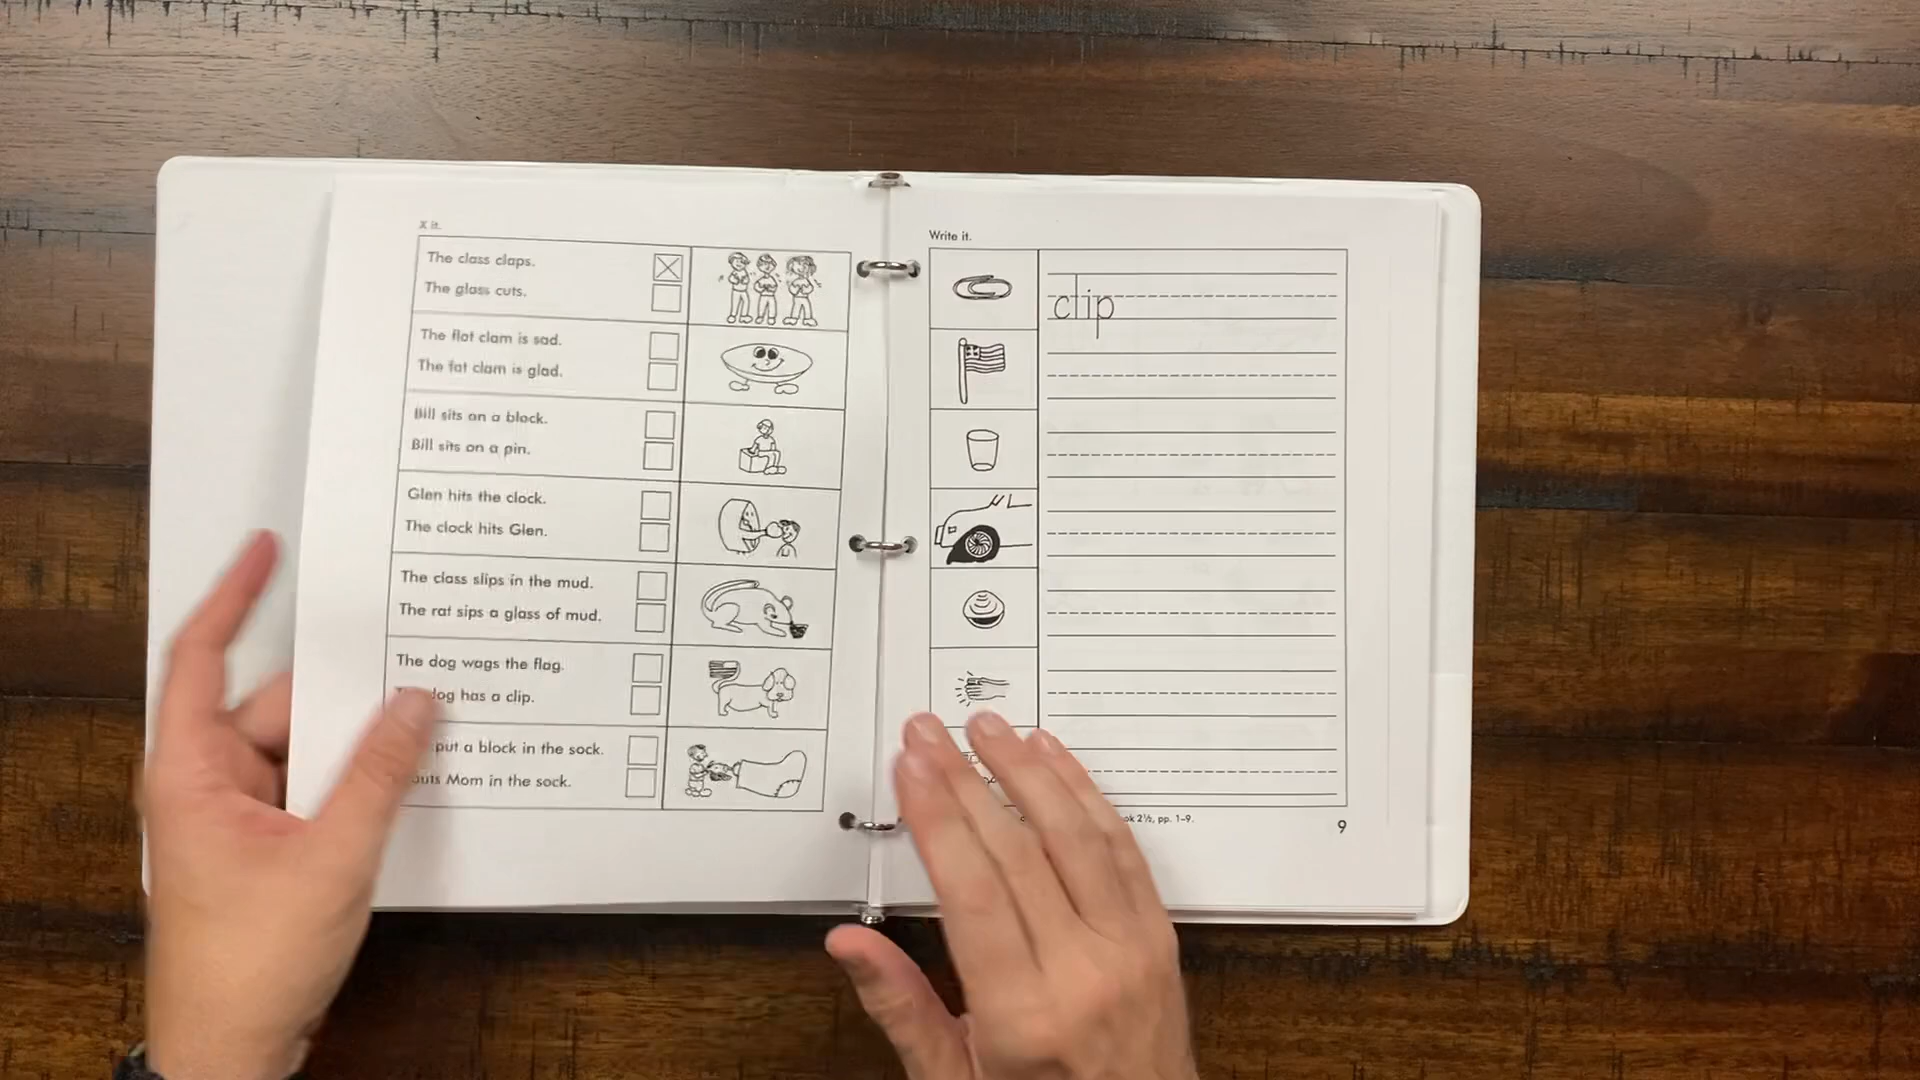 X it.
The class claps.
The glass cuts.
The flat clam is sad.
The fat clam is glad.
Bill sits on a block.
Bill sits on a pin.
Glen hits the clock.
The clock hits Glen.
The class slips in the mud.
The rat sips a glass of mud.
The dog wags the flag.
dog has a clip.
put a block in the sock.
puts Mom in the sock.
Write it.
clip
2½, pp. 1–9.
9